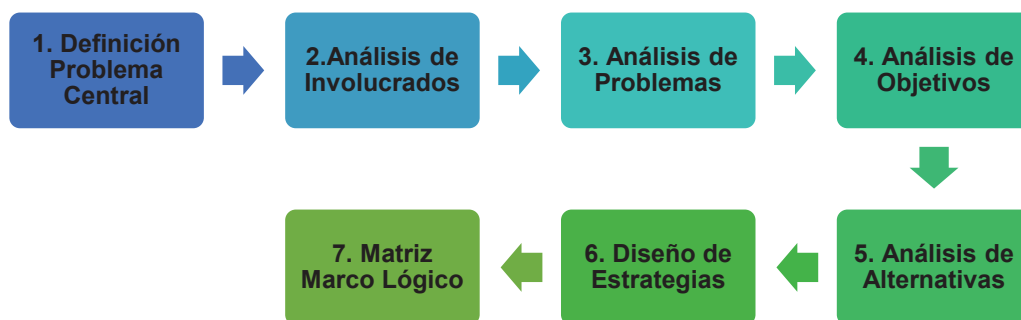 1. Definición
Problema
Central
2.Análisis de
Involucrados
3. Análisis de
Problemas
4. Análisis de
Objetivos
5. Análisis de
Alternativas
6. Diseño de
Estrategias
7. Matriz
Marco Lógico